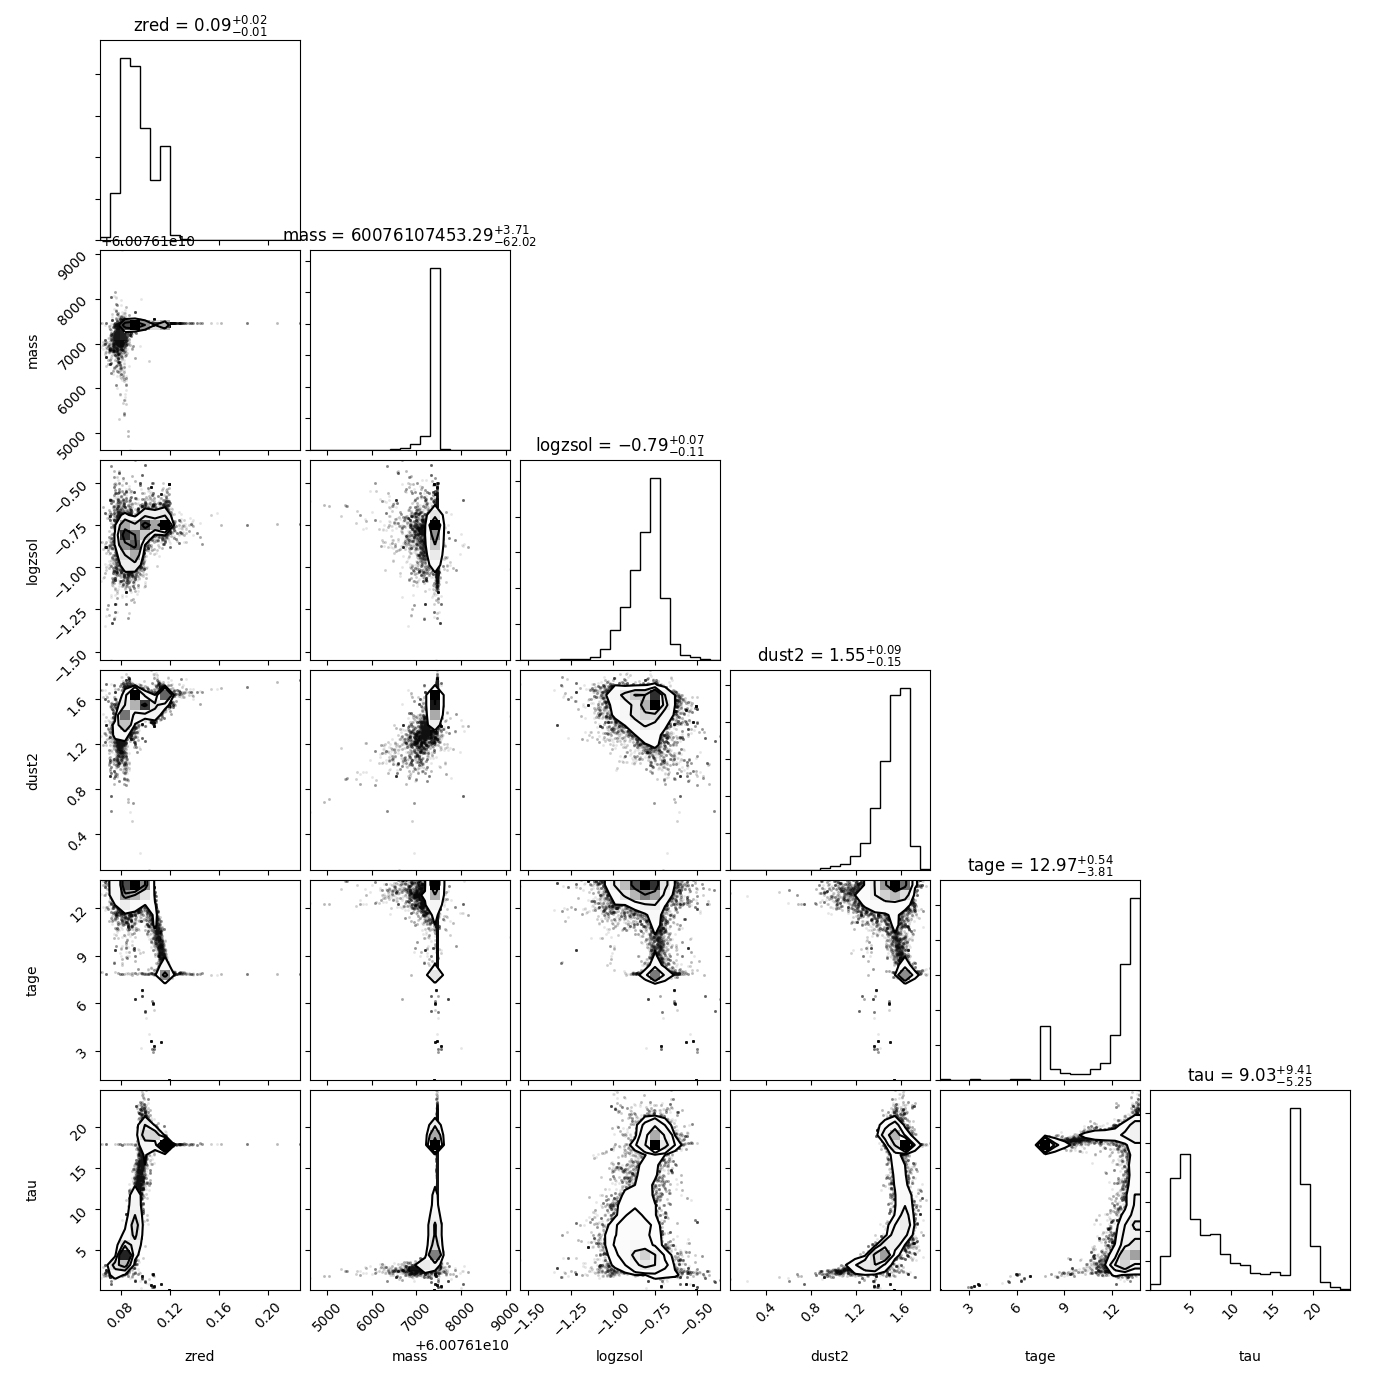 zred = 0.09+0.02−0.01
+6.00761e10
mass = 60076107453.29+3.71−62.02
9000
8000
7000
6000
5000
mass
logzsol = −0.79+0.07−0.11
−0.50
−0.75
−1.00
−1.25
−1.50
logzsol
dust2 = 1.55+0.09−0.15
1.6
1.2
0.8
0.4
dust2
tage = 12.97+0.54−3.81
12
9
6
3
tage
tau = 9.03+9.41−5.25
20
15
10
5
tau
0.08 0.12 0.16 0.20
5000 6000 7000 8000 9000
−1.50 −1.25 −1.00 −0.75 −0.50
0.4 0.8 1.2 1.6
3 6 9 12
5 10 15 20
+6.00761e10
zred mass logzsol dust2 tage tau